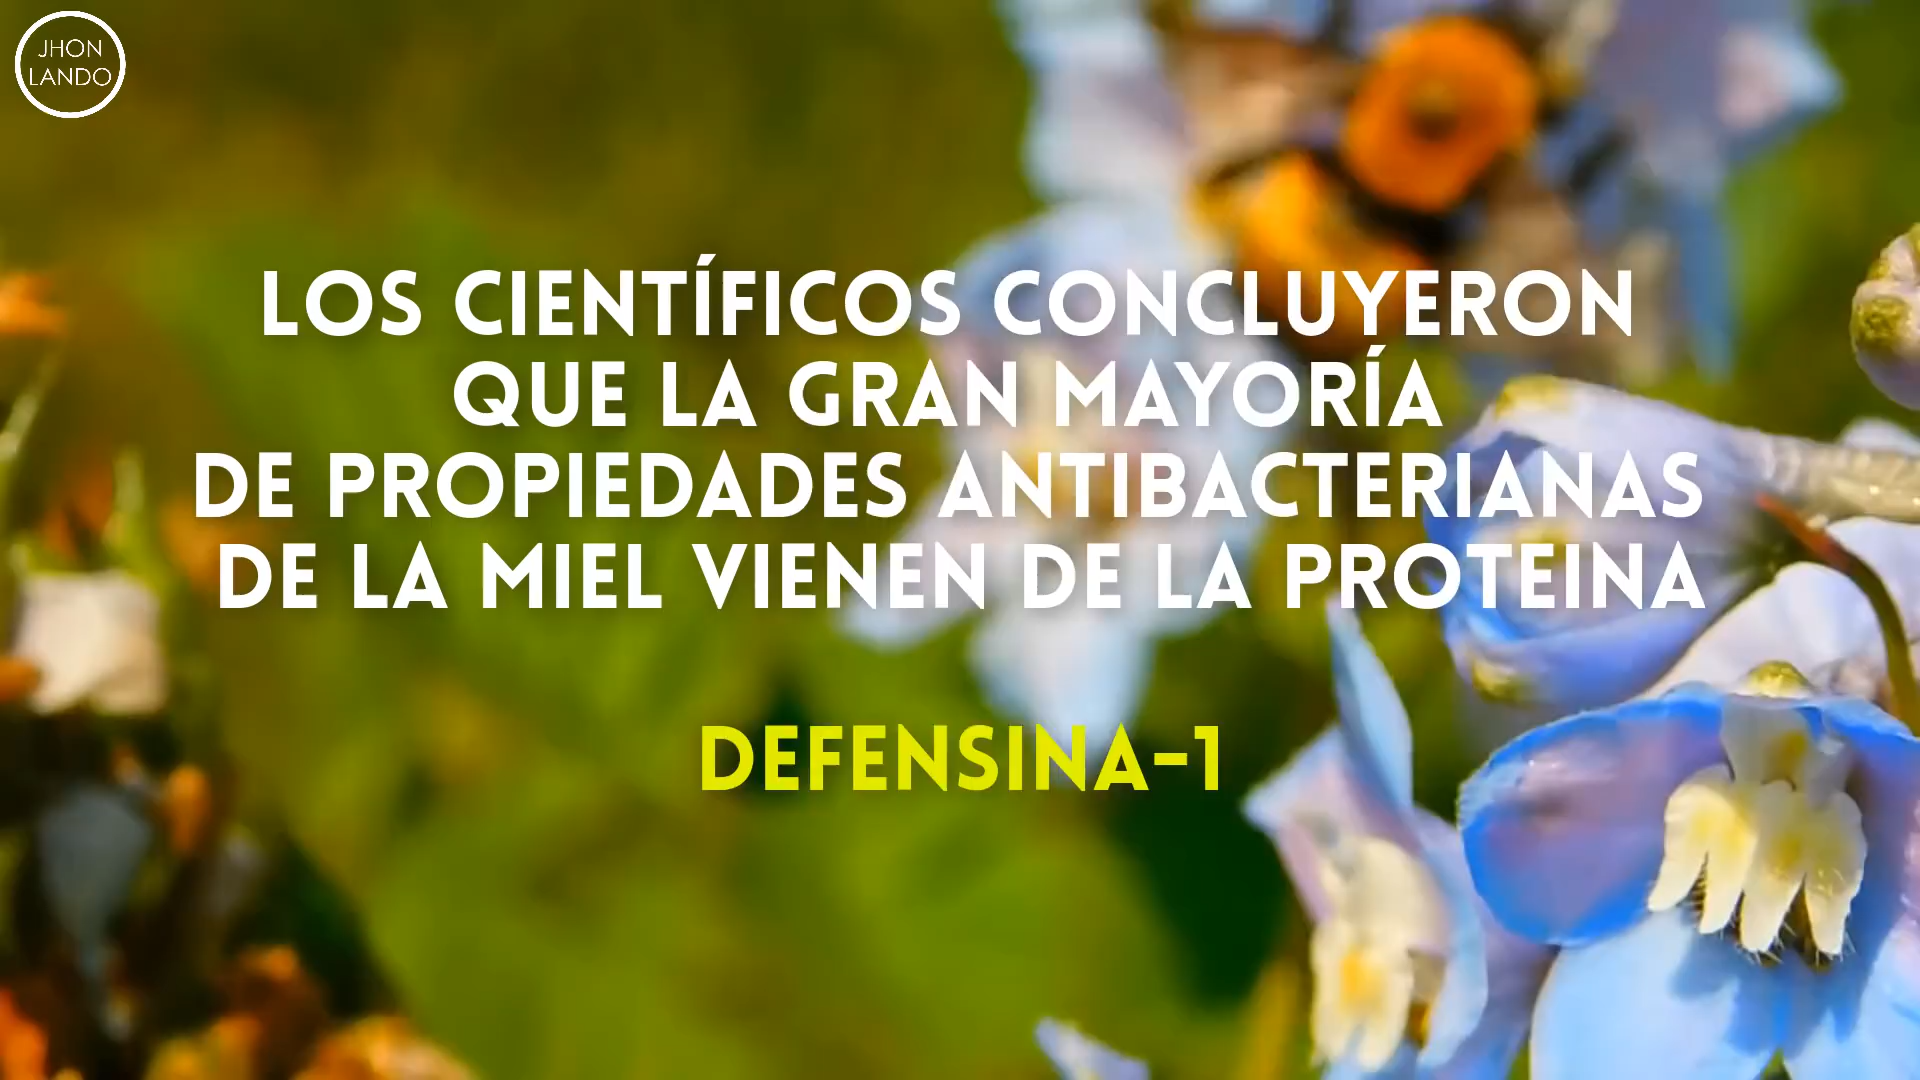 JHON
LANDO
LOS CIENTÍFICOS CONCLUYERON
QUE LA GRAN MAYORÍA
DE PROPIEDADES ANTIBACTERIANAS
DE LA MIEL VIENEN DE LA PROTEINA
DEFENSINA-1